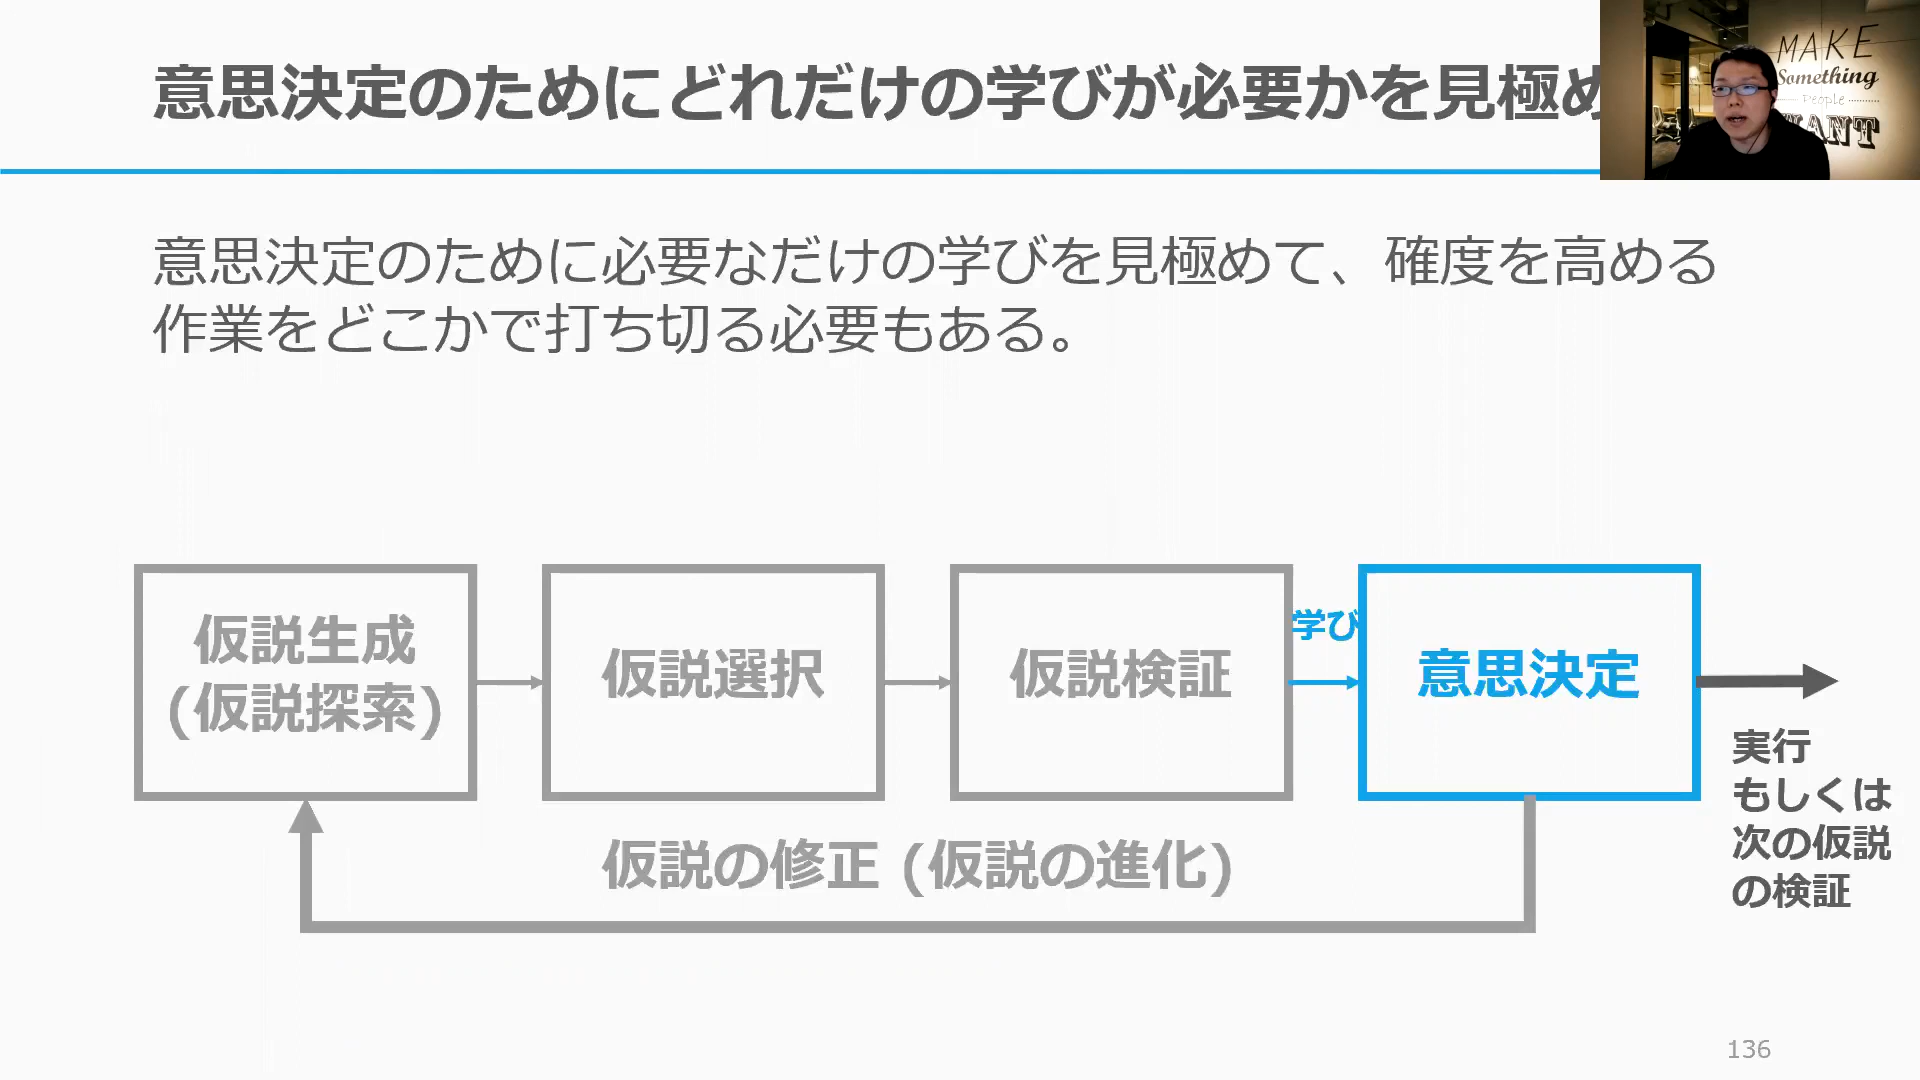 意思決定のためにどれだけの学びが必要かを見極め
意思決定のために必要なだけの学びを見極めて、確度を高める
作業をどこかで打ち切る必要もある。
仮説生成
(仮説探索)
仮説選択
仮説検証
学び
意思決定
実行
もしくは
次の仮説
の検証
仮説の修正 (仮説の進化)
136
MAKE
Something
People
WANT